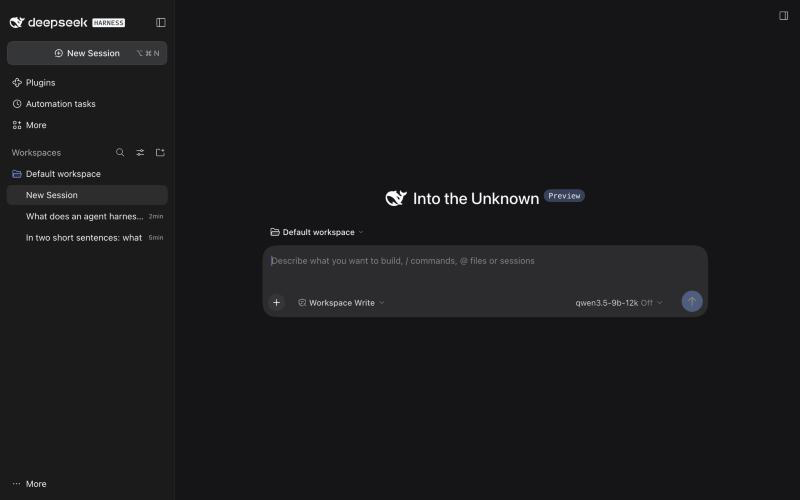 deepseek HARNESS
New Session ⌥ ⌘ N
Plugins
Automation tasks
More
Workspaces
Default workspace
New Session
What does an agent harnes... 2min
In two short sentences: what 5min
More
Into the Unknown Preview
Default workspace
Describe what you want to build, / commands, @ files or sessions
Workspace Write
qwen3.5-9b-12k Off